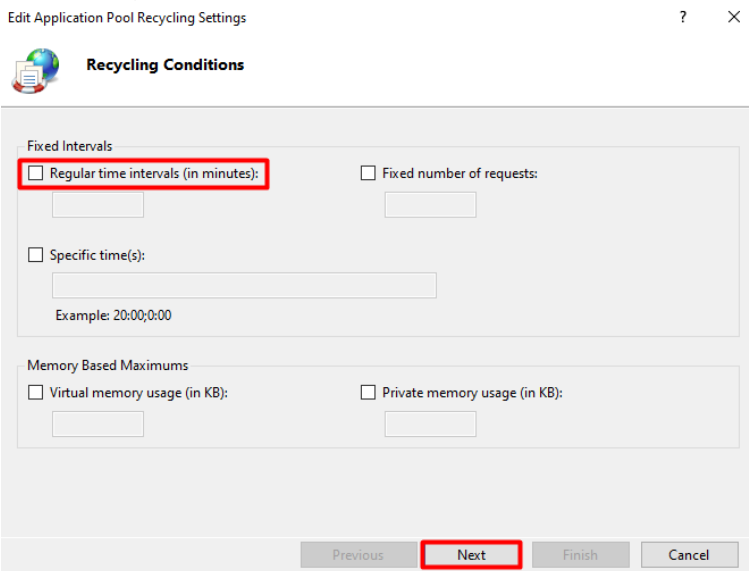 Edit Application Pool Recycling Settings
?
Recycling Conditions
Fixed Intervals
Regular time intervals (in minutes):
Fixed number of requests:
Specific time(s):
Example: 20:00;0:00
Memory Based Maximums
Virtual memory usage (in KB):
Private memory usage (in KB):
Previous
Next
Finish
Cancel